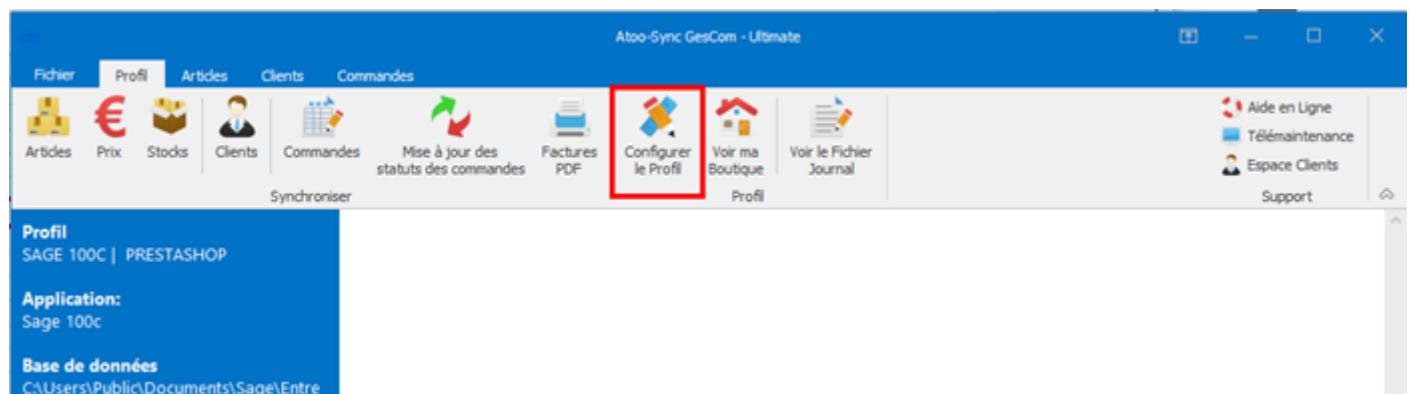 Atoo-Sync GesCom - Ultimate
Fichier Profil Articles Clients Commandes
Articles Prix Stocks Clients Commandes Mise à jour des Factures Configurer Voir ma Voir le Fichier
statuts des commandes PDF le Profil Boutique Journal
Aide en Ligne
Télémaintenance
Espace Clients
Synchroniser Profil Support
Profil
SAGE 100C | PRESTASHOP
Application:
Sage 100c
Base de données
C:\Users\Public\Documents\Sage\Entre